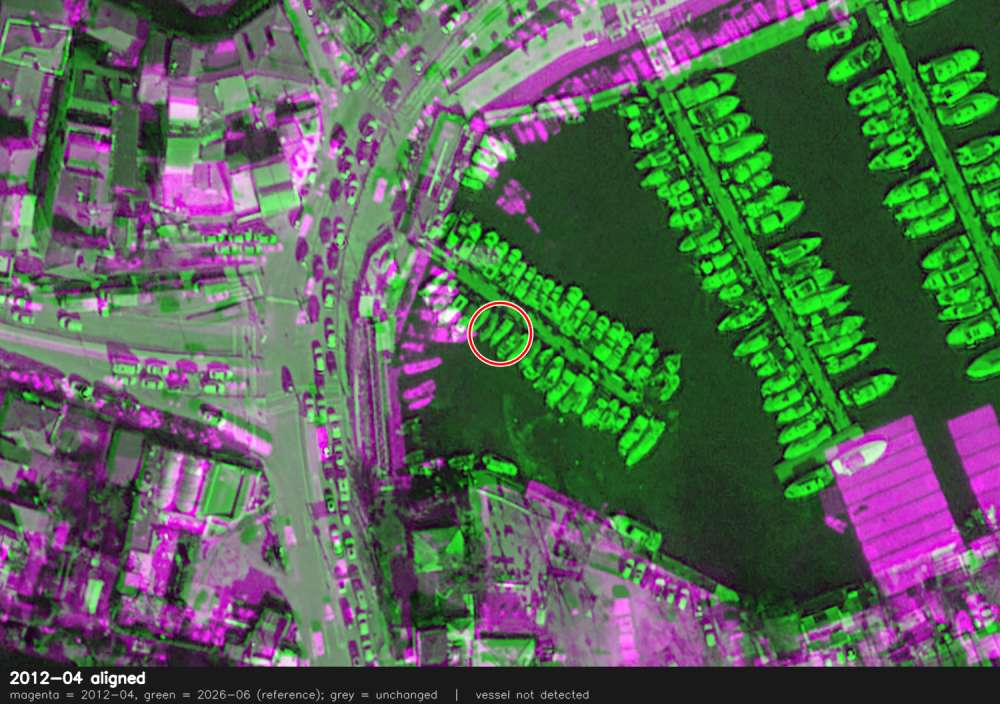 2012-04 aligned
magenta = 2012-04, green = 2026-06 (reference); grey = unchanged | vessel not detected